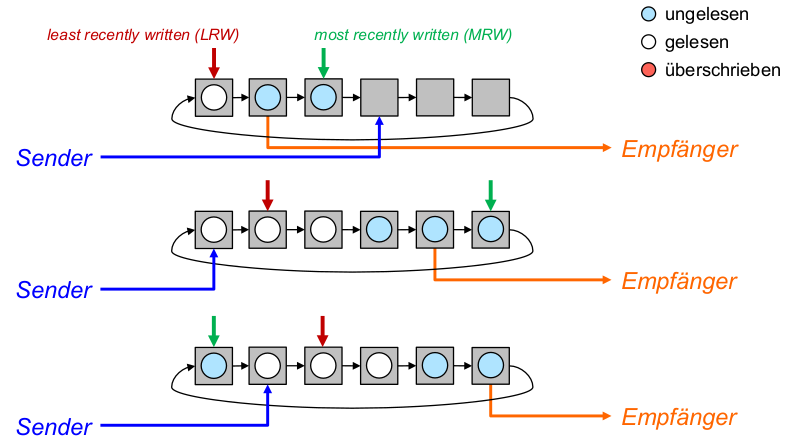 least recently written (LRW)
most recently written (MRW)
ungelesen
gelesen
überschrieben
Sender
Empfänger
Sender
Empfänger
Sender
Empfänger